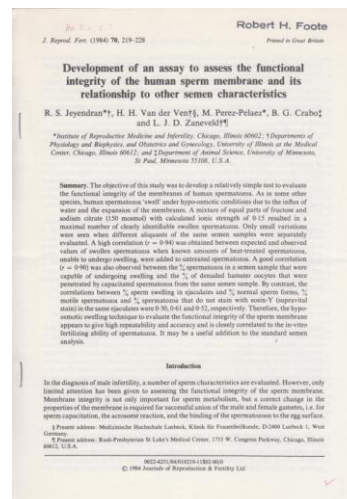 Robert H. Foote
J. Reprod. Fert. (1984) 70, 219-228
Printed in Great Britain
Development of an assay to assess the functional
integrity of the human sperm membrane and its
relationship to other semen characteristics
R. S. Jeyendran*†, H. H. Van der Ven†§, M. Perez-Pelaez*, B. G. Crabo‡
and L. J. D. Zaneveld†¶
*Institute of Reproductive Medicine and Infertility, Chicago, Illinois 60602; †Departments of
Physiology and Biophysics, and Obstetrics and Gynecology, University of Illinois at the Medical
Center, Chicago, Illinois 60612; and ‡Department of Animal Science, University of Minnesota,
St Paul, Minnesota 55108, U.S.A.
Summary. The objective of this study was to develop a relatively simple test to evaluate
the functional integrity of the membranes of human spermatozoa. As in some other
species, human spermatozoa 'swell' under hypo-osmotic conditions due to the influx of
water and the expansion of the membranes. A mixture of equal parts of fructose and
sodium citrate (150 mosmol) with calculated ionic strength of 0·15 resulted in a
maximal number of clearly identifiable swollen spermatozoa. Only small variations
were seen when different aliquots of the same semen samples were separately
evaluated. A high correlation (r = 0·94) was obtained between expected and observed
values of swollen spermatozoa when known amounts of heat-treated spermatozoa,
unable to undergo swelling, were added to untreated spermatozoa. A good correlation
(r = 0·90) was also observed between the % spermatozoa in a semen sample that were
capable of undergoing swelling and the % of denuded hamster oocytes that were
penetrated by capacitated spermatozoa from the same semen sample. By contrast, the
correlations between % sperm swelling in ejaculates and % normal sperm forms, %
motile spermatozoa and % spermatozoa that do not stain with eosin-Y (supravital
stain) in the same ejaculates were 0·30, 0·61 and 0·52, respectively. Therefore, the hypo-
osmotic swelling technique to evaluate the functional integrity of the sperm membrane
appears to give high repeatability and accuracy and is closely correlated to the in-vitro
fertilizing ability of spermatozoa. It may be a useful addition to the standard semen
analysis.
Introduction
In the diagnosis of male infertility, a number of sperm characteristics are evaluated. However, only
limited attention has been given to assessing the functional integrity of the sperm membrane.
Membrane integrity is not only important for sperm metabolism, but a correct change in the
properties of the membrane is required for successful union of the male and female gametes, i.e. for
sperm capacitation, the acrosome reaction, and the binding of the spermatozoon to the egg surface.
§ Present address: Medizinische Hochschule Luebeck, Klinik für Frauenheilkunde, D-2400 Luebeck 1, West
Germany.
¶ Present address: Rush-Presbyterian St Luke's Medical Center, 1753 W. Congress Parkway, Chicago, Illinois
60612, U.S.A.
0022-4251/84/010219-11$02.00/0
© 1984 Journals of Reproduction & Fertility Ltd